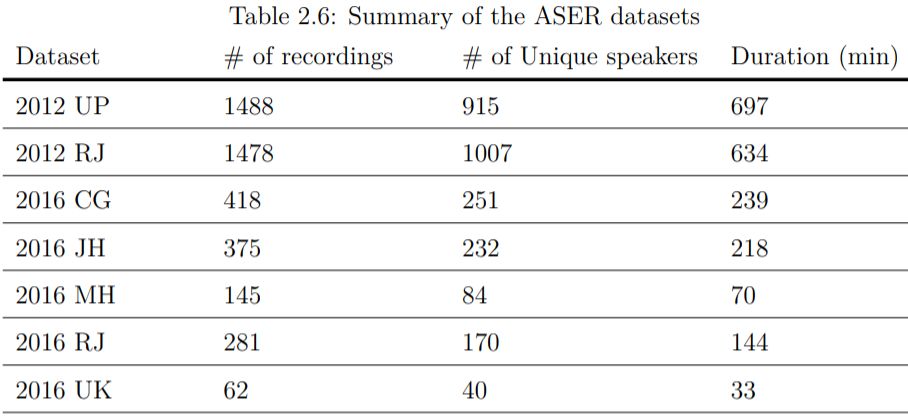 Table 2.6: Summary of the ASER datasets
Dataset # of recordings # of Unique speakers Duration (min)
2012 UP 1488 915 697
2012 RJ 1478 1007 634
2016 CG 418 251 239
2016 JH 375 232 218
2016 MH 145 84 70
2016 RJ 281 170 144
2016 UK 62 40 33